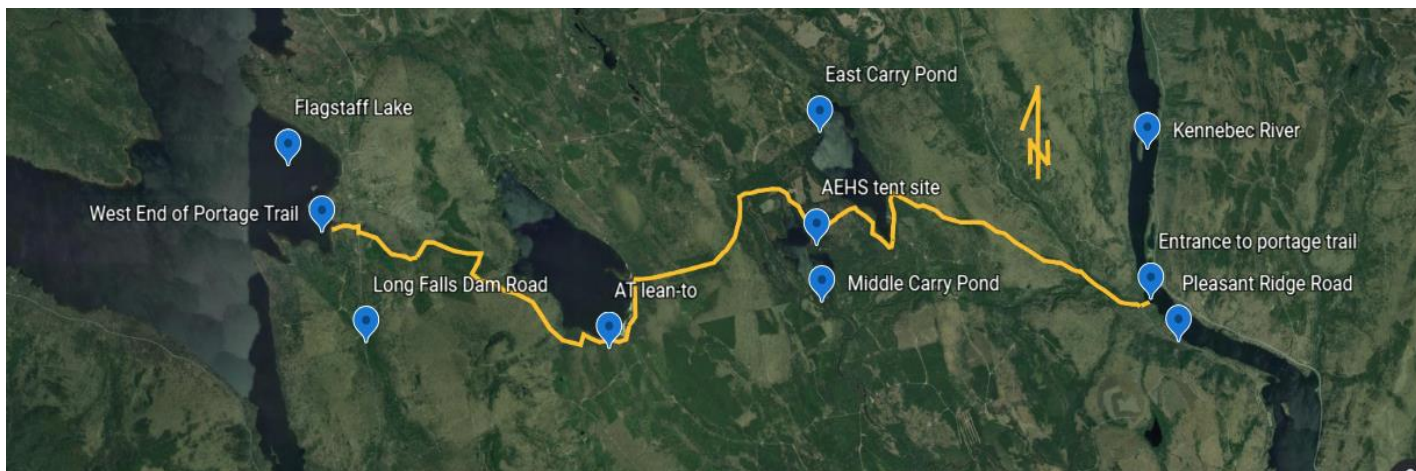 East Carry Pond
Flagstaff Lake
Kennebec River
AEHS tent site
West End of Portage Trail
Entrance to portage trail
Long Falls Dam Road
AT lean-to
Middle Carry Pond
Pleasant Ridge Road
N